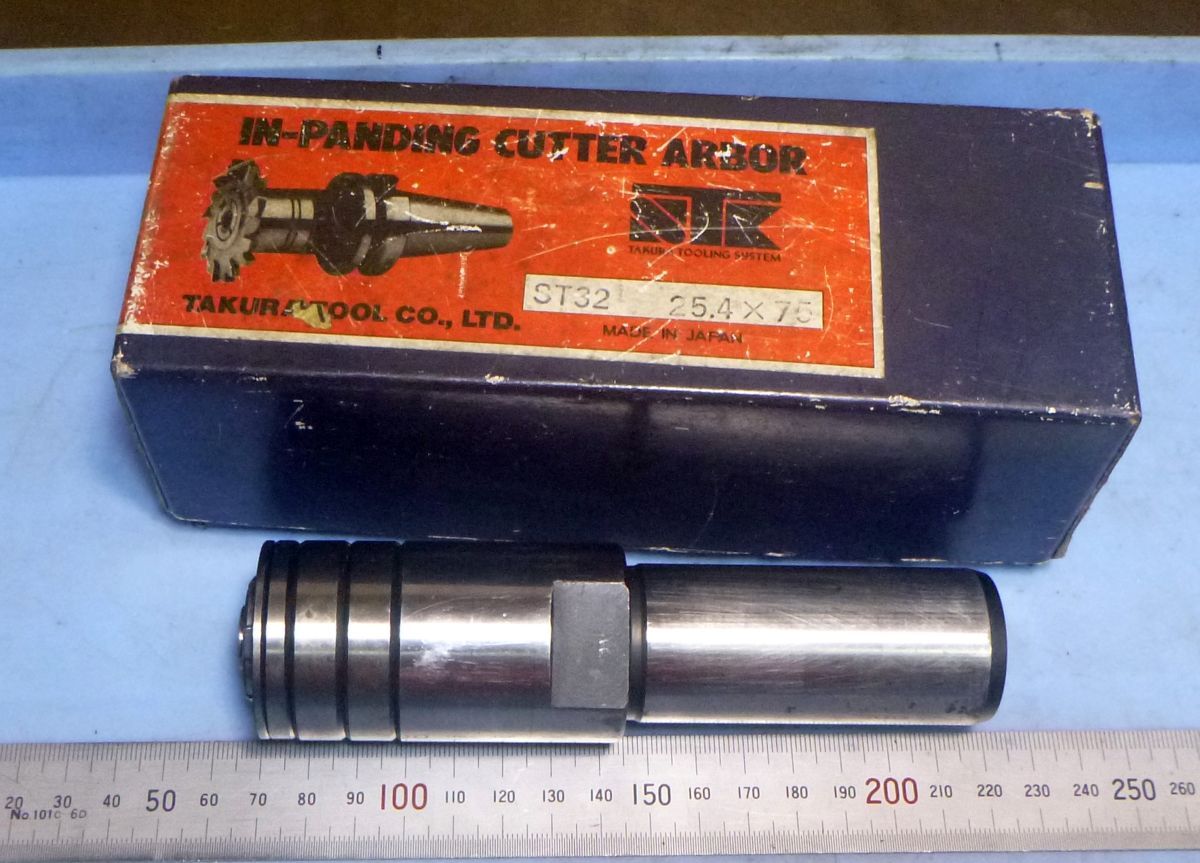 IN-PANDING CUTTER ARBOR
TAKURA TOOLING SYSTEM
ST32 25.4×75
TAKURA TOOL CO., LTD.
MADE IN JAPAN
20 30 40 50 60 70 80 90 100 110 120 130 140 150 160 170 180 190 200 210 220 230 240 250 260